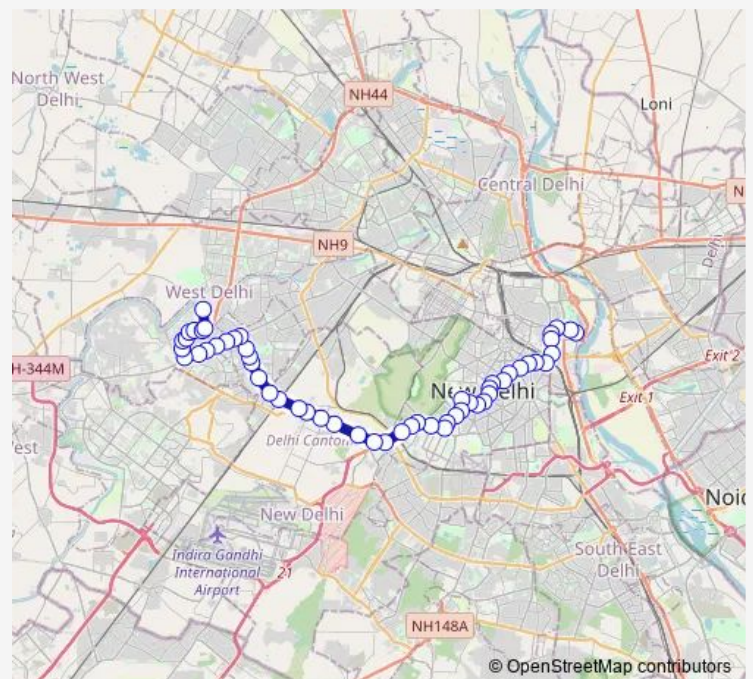 North West
Delhi
NH44
Loni
Central Delhi
N
NH9
Delhi
West Delhi
H-344M
Exit 2
New Delhi
Exit 1
Delhi Canton
est
New Delhi
Noid
Indira Gandhi
International
Airport
21
South East
Delhi
NH148A
© OpenStreetMap contributors